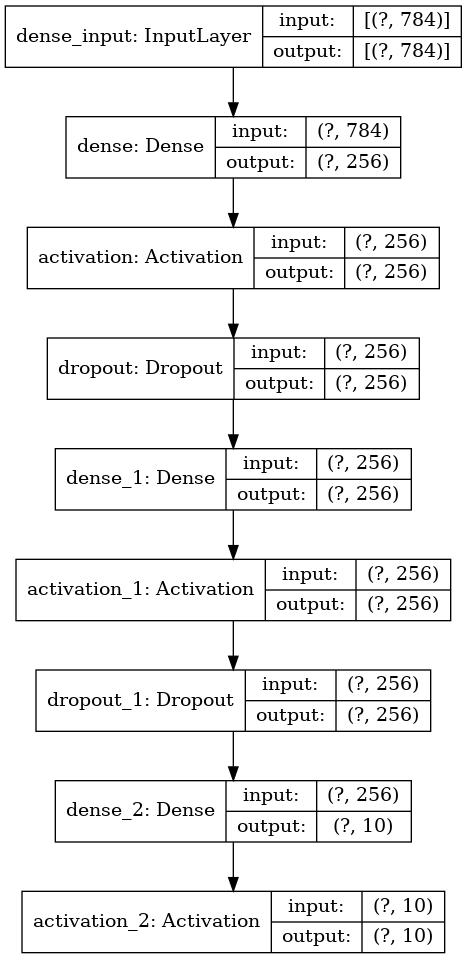 dense_input: InputLayer
input: [(?, 784)]
output: [(?, 784)]
dense: Dense
input: (?, 784)
output: (?, 256)
activation: Activation
input: (?, 256)
output: (?, 256)
dropout: Dropout
input: (?, 256)
output: (?, 256)
dense_1: Dense
input: (?, 256)
output: (?, 256)
activation_1: Activation
input: (?, 256)
output: (?, 256)
dropout_1: Dropout
input: (?, 256)
output: (?, 256)
dense_2: Dense
input: (?, 256)
output: (?, 10)
activation_2: Activation
input: (?, 10)
output: (?, 10)